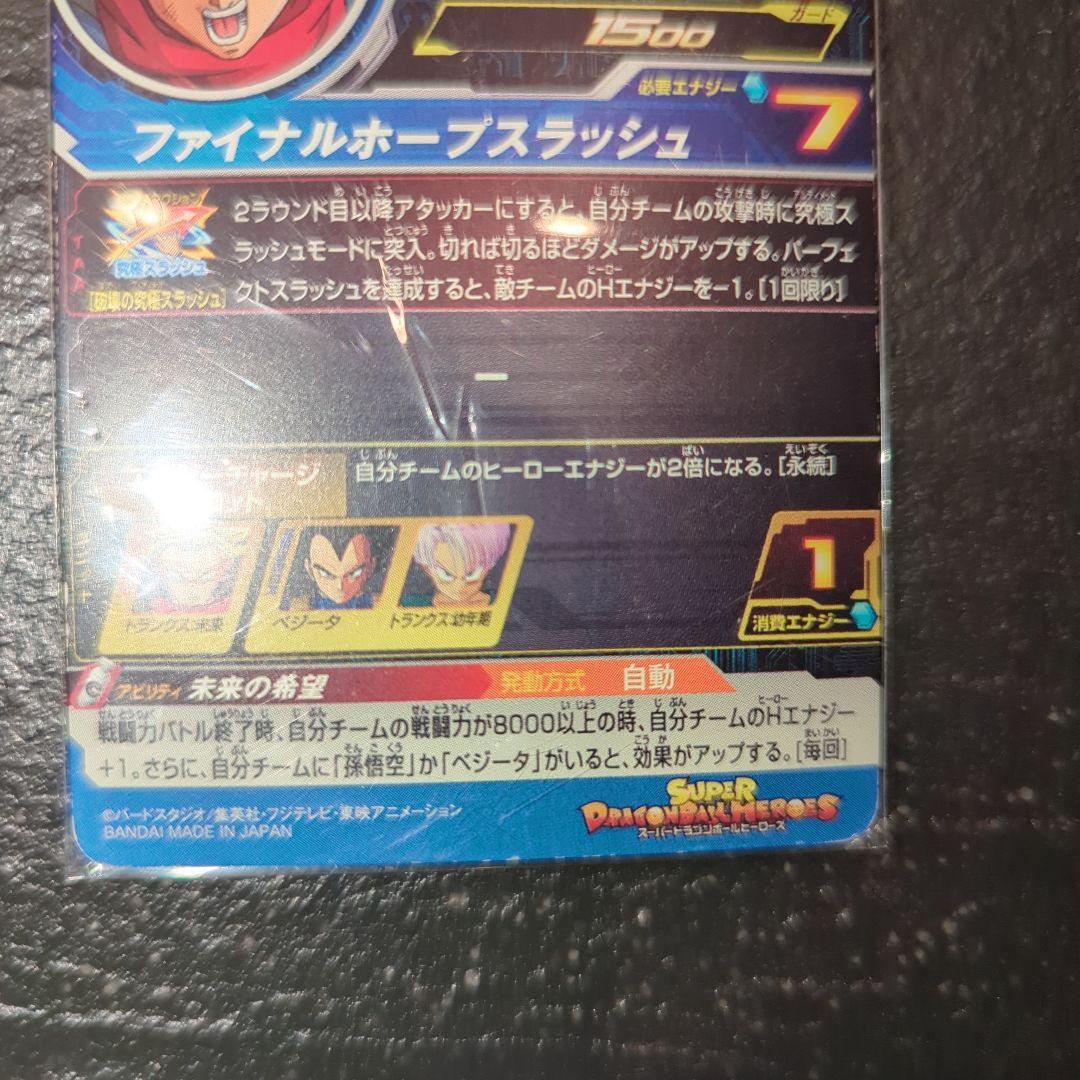 ガード
1500
必要エナジー 7
ファイナルホープスラッシュ
究極スラッシュ
[破壊の究極スラッシュ]
2ラウンド目以降アタッカーにすると、自分チームの攻撃時に究極ス
ラッシュモードに突入。切れば切るほどダメージがアップする。パーフェ
クトスラッシュを達成すると、敵チームのHエナジーを-1。[1回限り]
–
チャージ
自分チームのヒーローエナジーが2倍になる。[永続]
トランクス:未来
ベジータ
トランクス:幼年期
1
消費エナジー
アビリティ 未来の希望 発動方式 自動
戦闘力バトル終了時、自分チームの戦闘力が8000以上の時、自分チームのHエナジー
+1。さらに、自分チームに「孫悟空」か「ベジータ」がいると、効果がアップする。[毎回]
©バードスタジオ/集英社・フジテレビ・東映アニメーション
BANDAI MADE IN JAPAN
SUPER
DRAGONBALL HEROES
スーパードラゴンボールヒーローズ